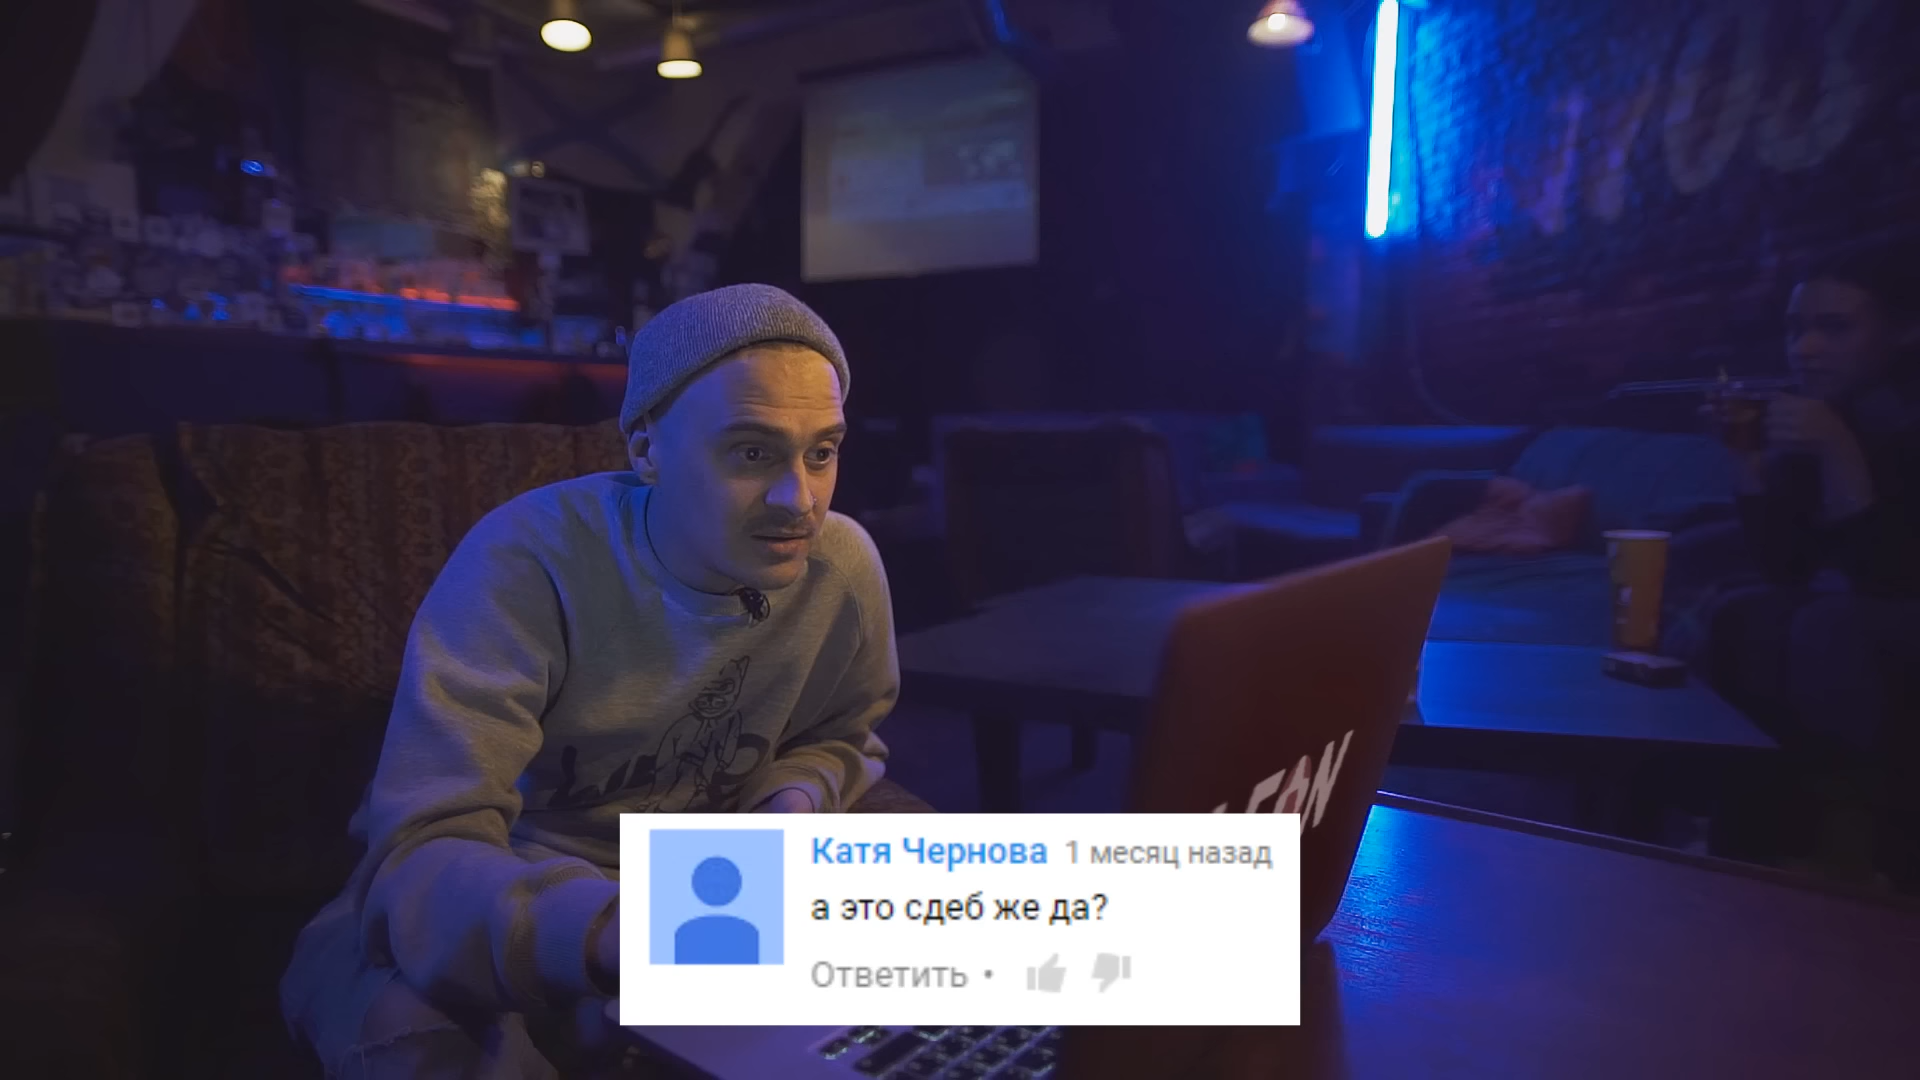 Катя Чернова 1 месяц назад
а это сдеб же да?
Ответить •